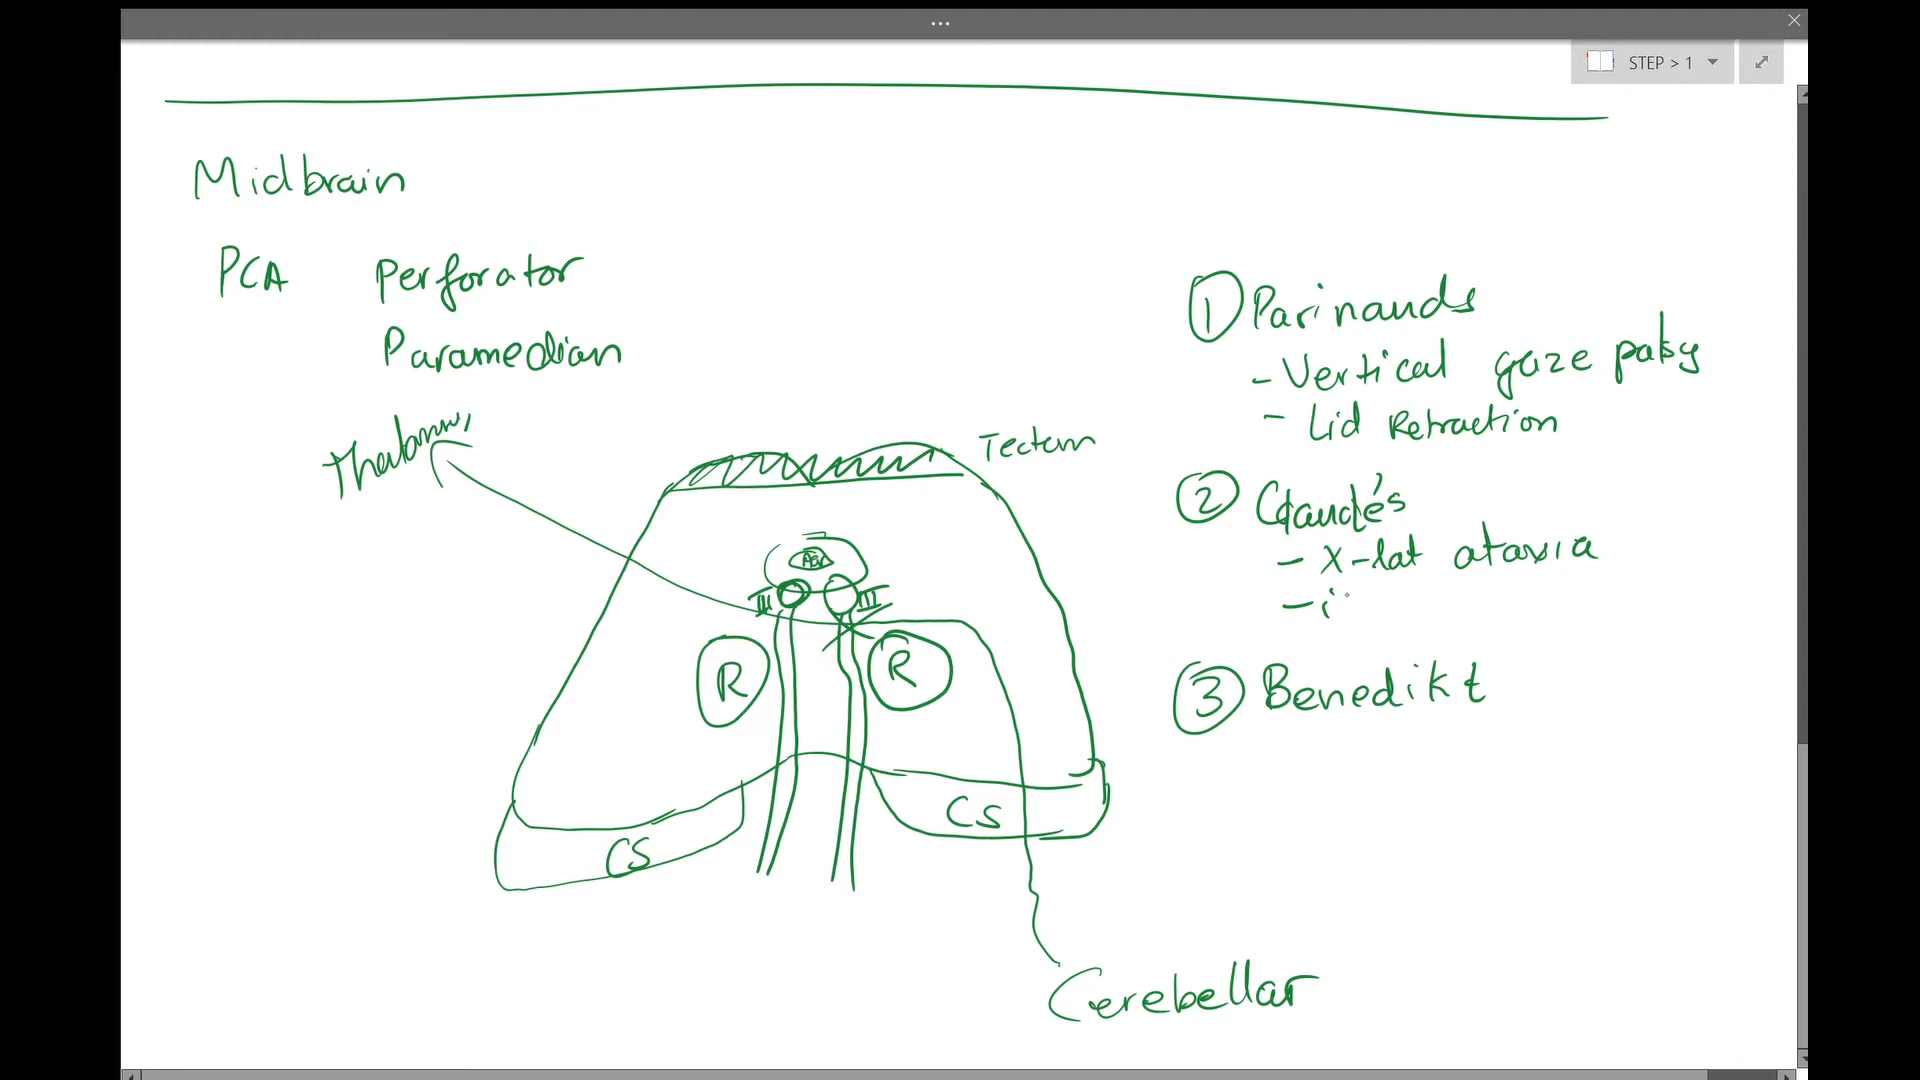 STEP > 1
Midbrain
PCA Perforator
Paramedian
Thalamus
Tectum
III III
R R
CS CS
Cerebellar
① Parinauds
- Vertical gaze palsy
- Lid Retraction
② Claude's
- X-lat ataxia
- i
③ Benedikt